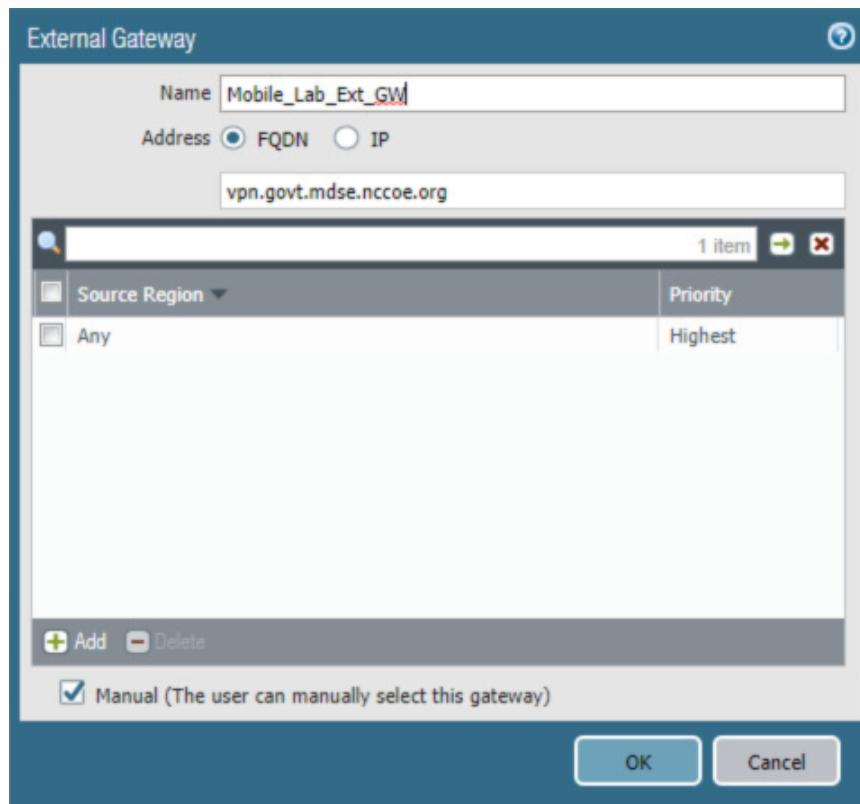 External Gateway
Name Mobile_Lab_Ext_GW
Address FQDN IP
vpn.govt.mdse.nccoe.org
1 item
Source Region Priority
Any Highest
Add Delete
Manual (The user can manually select this gateway)
OK Cancel